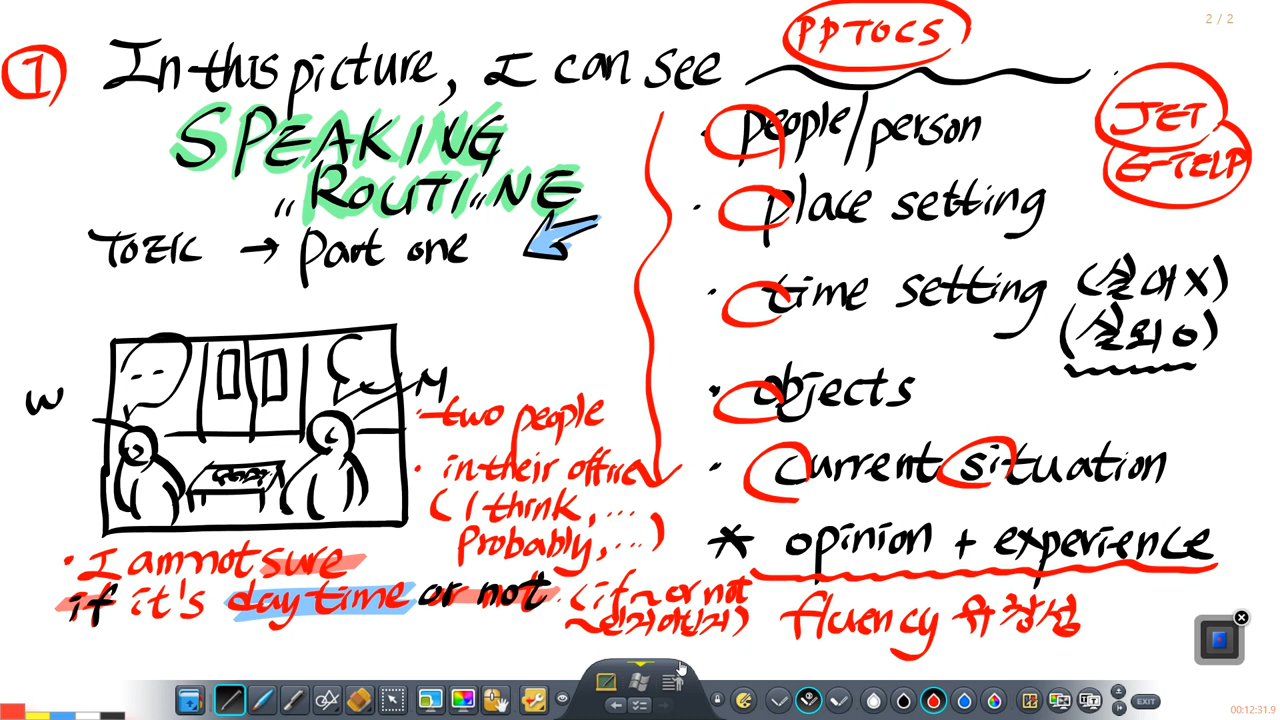 2 / 2
PPTOCS
① In this picture, I can see
JET
G-TELP
SPEAKING
"ROUTINE"
TOEIC → part one
W
M
· two people
· in their office
( I think, ...
Probably, ... )
· I am not sure
if it's day time or not
( if ~ or not
~인지 아닌지 )
· people/person
· place setting
· time setting (실내X)
(실외O)
· objects
· current situation
* opinion + experience
fluency 유창성
EXIT
00:12:31.9